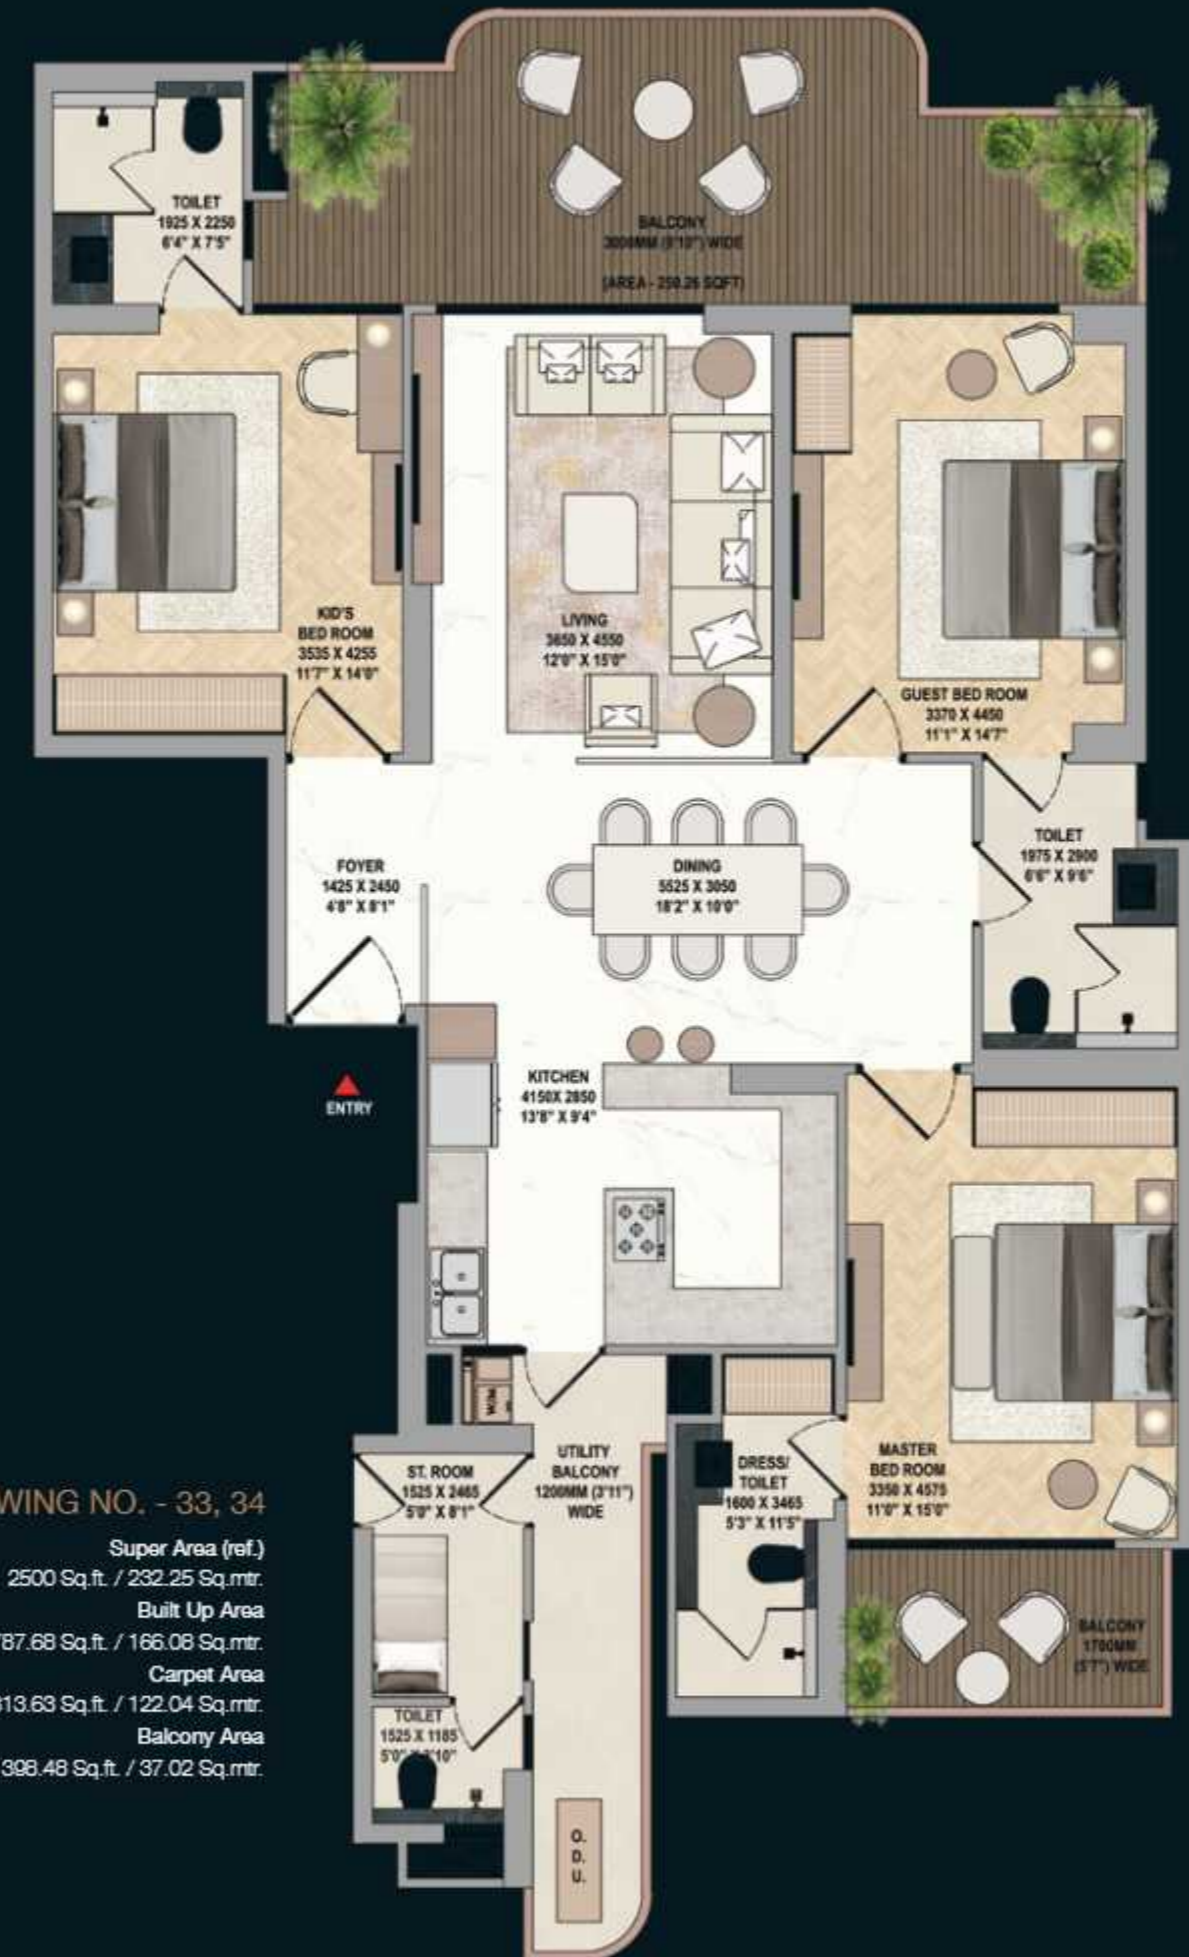 TOILET
1925 X 2250
6'4" X 7'5"
BALCONY
3000MM (9'10") WIDE
(AREA - 250.26 SQFT)
KID'S
BED ROOM
3535 X 4255
11'7" X 14'0"
LIVING
3650 X 4550
12'0" X 15'0"
GUEST BED ROOM
3370 X 4450
11'1" X 14'7"
FOYER
1425 X 2450
4'8" X 8'1"
DINING
5525 X 3050
18'2" X 10'0"
TOILET
1975 X 2900
6'6" X 9'6"
ENTRY
KITCHEN
4150X 2850
13'8" X 9'4"
W/M
UTILITY
BALCONY
1200MM (3'11")
WIDE
ST. ROOM
1525 X 2465
5'0" X 8'1"
DRESS/
TOILET
1600 X 3465
5'3" X 11'5"
MASTER
BED ROOM
3350 X 4575
11'0" X 15'0"
BALCONY
1700MM
(5'7") WIDE
TOILET
1525 X 1185
5'0" X
O.
D.
U.
WING NO. - 33, 34
Super Area (ref.)
2500 Sq.ft. / 232.25 Sq.mtr.
Built Up Area
787.68 Sq.ft. / 166.08 Sq.mtr.
Carpet Area
313.63 Sq.ft. / 122.04 Sq.mtr.
Balcony Area
398.48 Sq.ft. / 37.02 Sq.mtr.